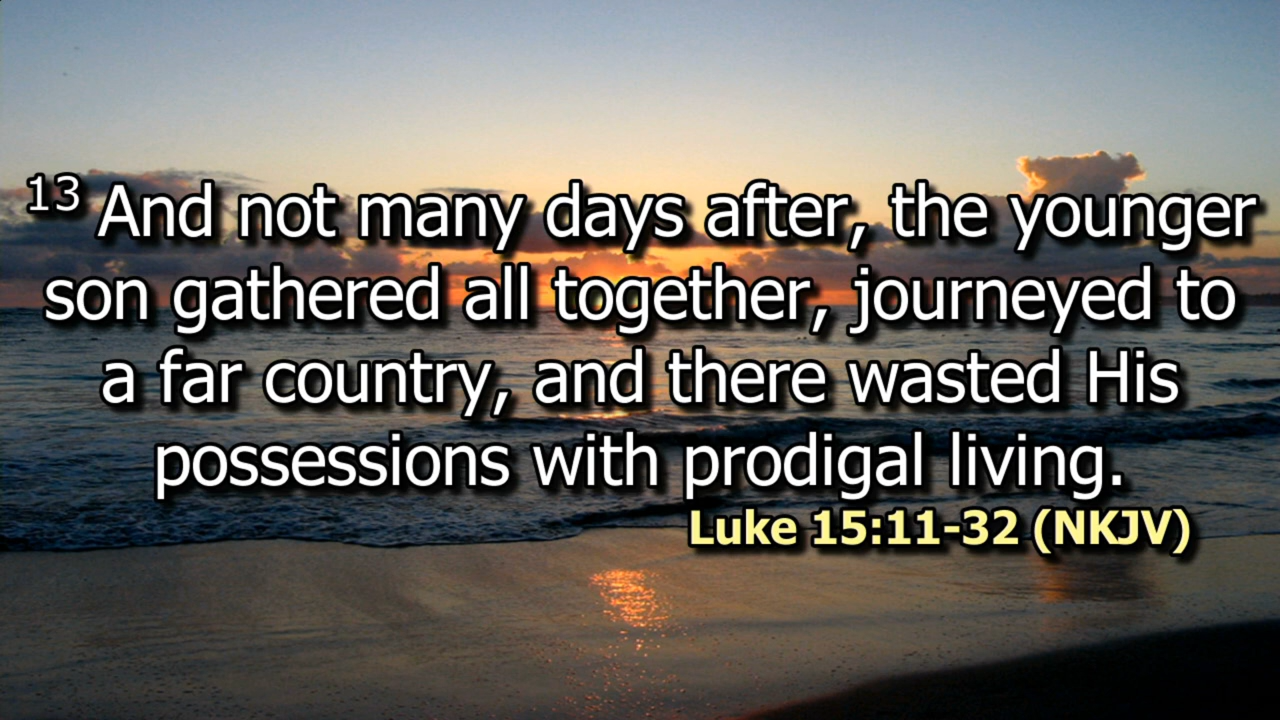 13 And not many days after, the younger
son gathered all together, journeyed to
a far country, and there wasted His
possessions with prodigal living.
Luke 15:11-32 (NKJV)